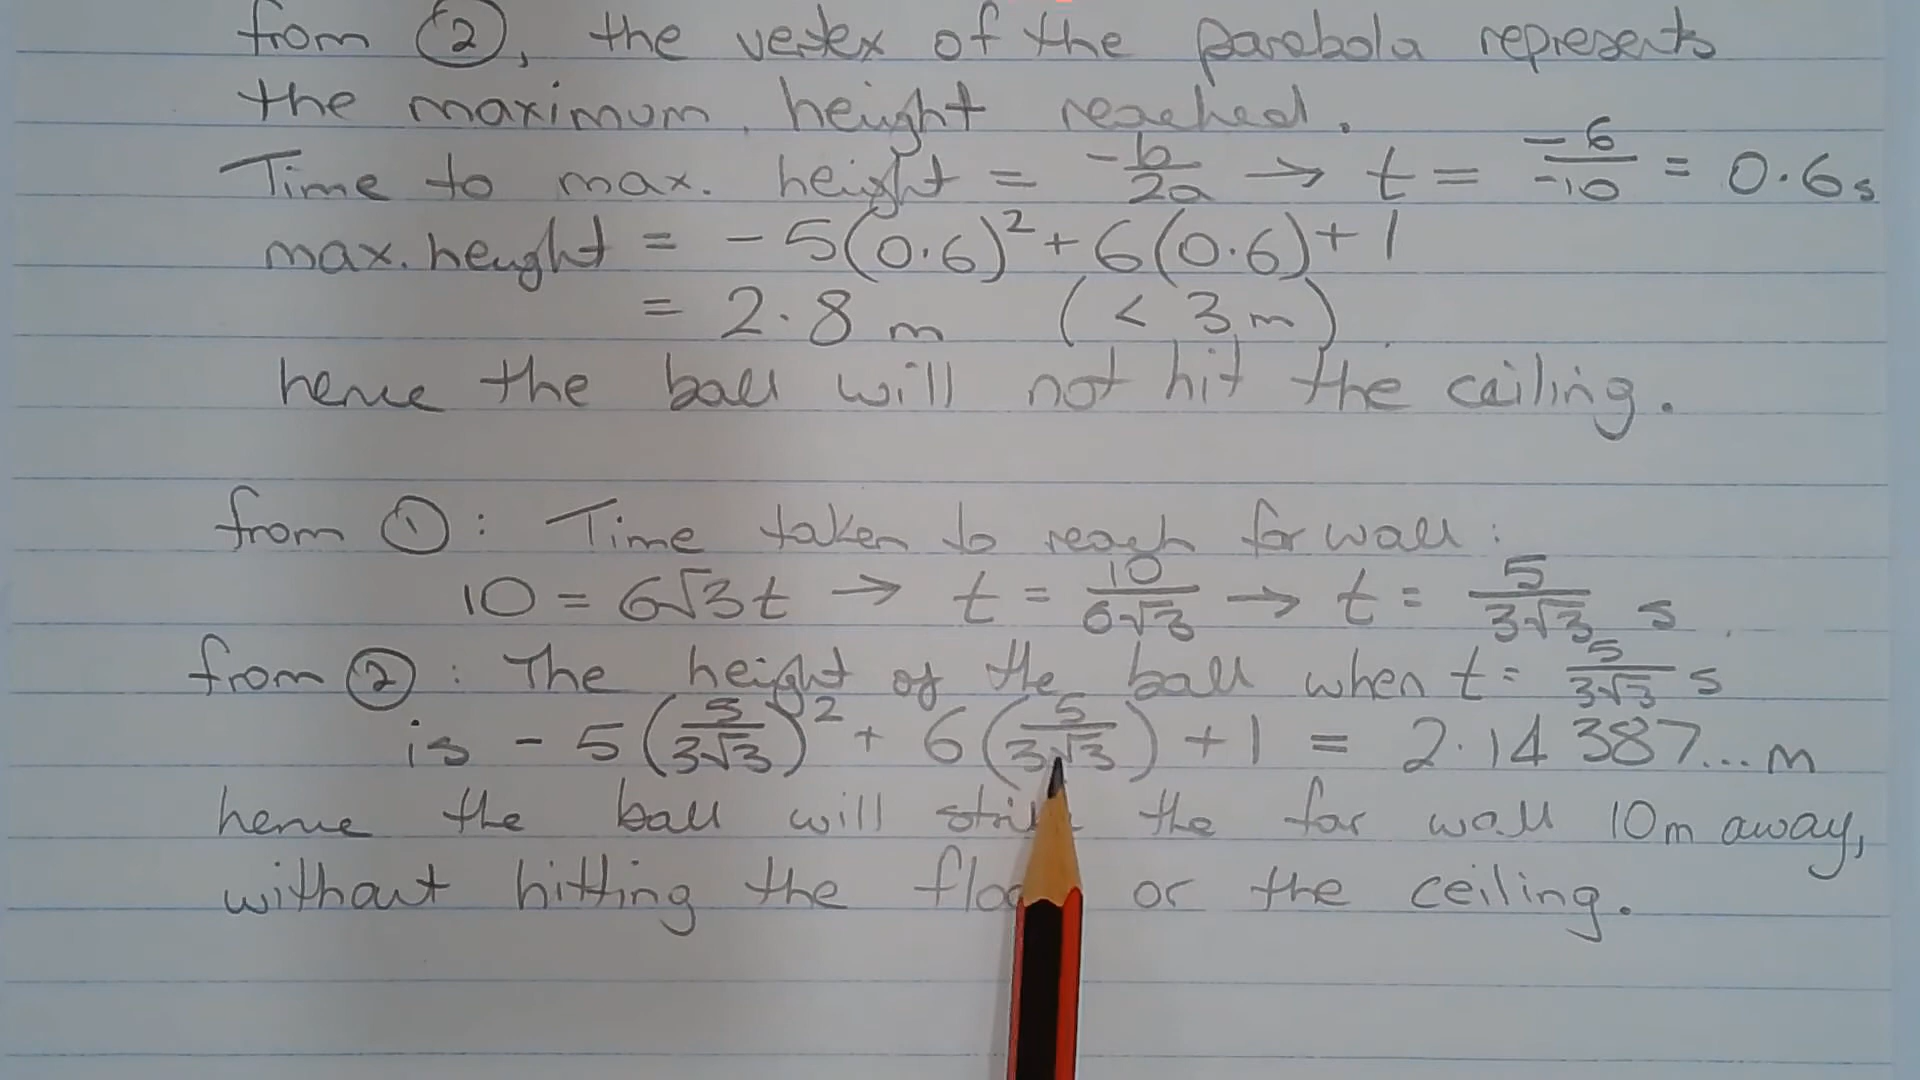 from ②, the vertex of the parabola represents
the maximum height reached.
Time to max. height = -b/2a → t = -6/-10 = 0.6s
max. height = -5(0.6)² + 6(0.6) + 1
= 2.8 m (< 3m)
hence the ball will not hit the ceiling.
from ①: Time taken to reach far wall:
10 = 6√3t → t = 10/6√3 → t = 5/3√3 s
from ②: The height of the ball when t = 5/3√3 s
is -5(5/3√3)² + 6(5/3√3) + 1 = 2.14387... m
hence the ball will the far wall 10m away,
without hitting the or the ceiling.